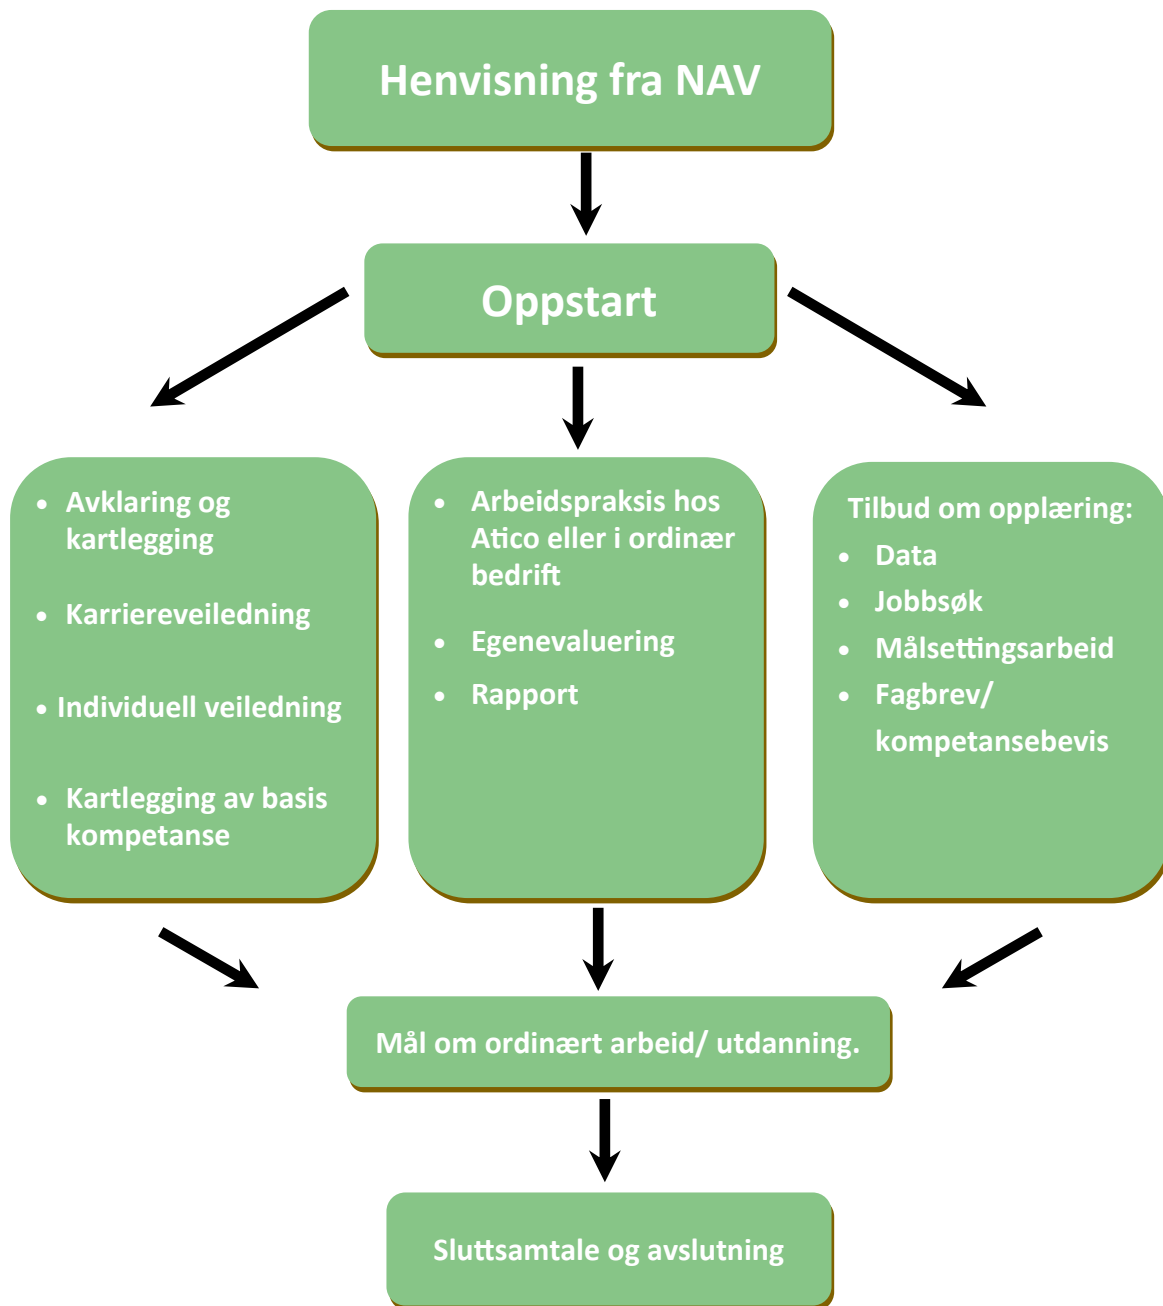 Henvisning fra NAV
Oppstart
• Avklaring og
kartlegging
• Karriereveiledning
• Individuell veiledning
• Kartlegging av basis
kompetanse
• Arbeidspraksis hos
Atico eller i ordinær
bedrift
• Egenevaluering
• Rapport
Tilbud om opplæring:
• Data
• Jobbsøk
• Målsettingsarbeid
• Fagbrev/
kompetansebevis
Mål om ordinært arbeid/ utdanning.
Sluttsamtale og avslutning